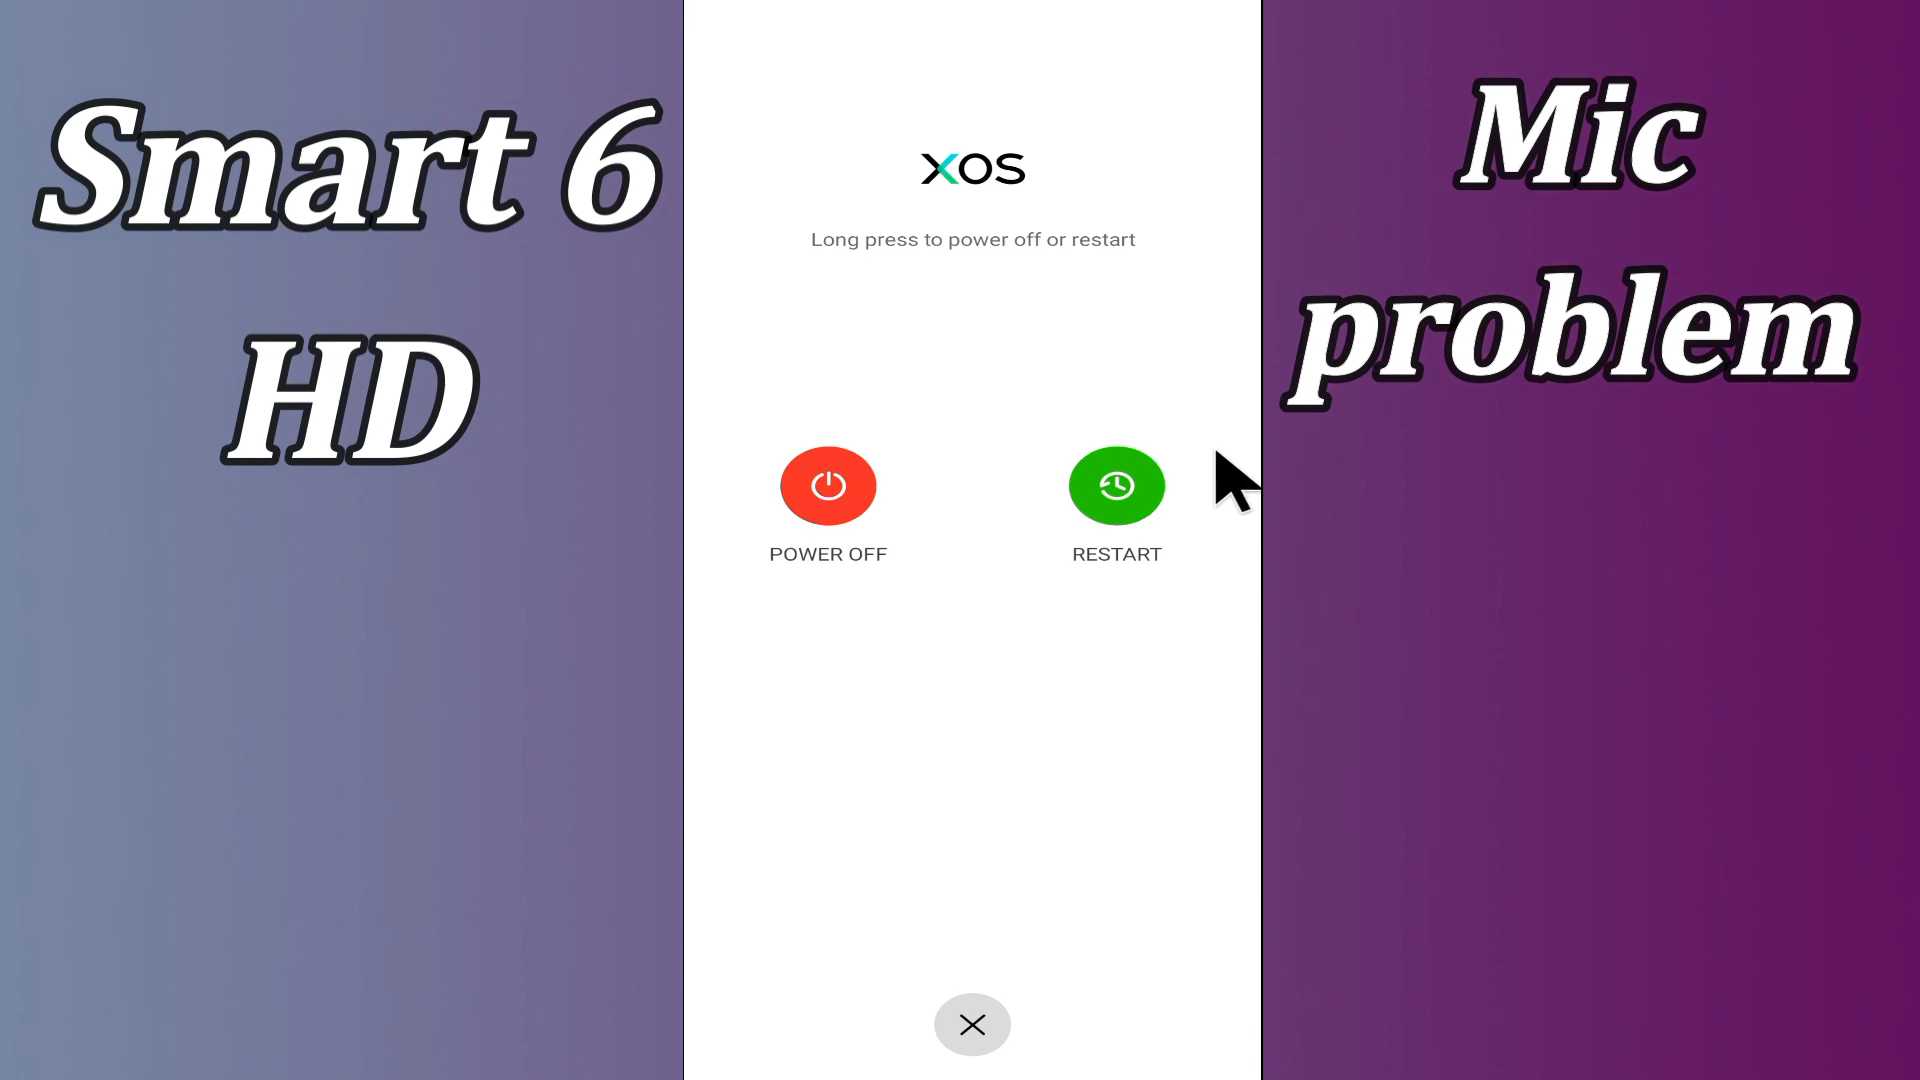 Smart 6
HD
XOS
Long press to power off or restart
POWER OFF
RESTART
Mic
problem